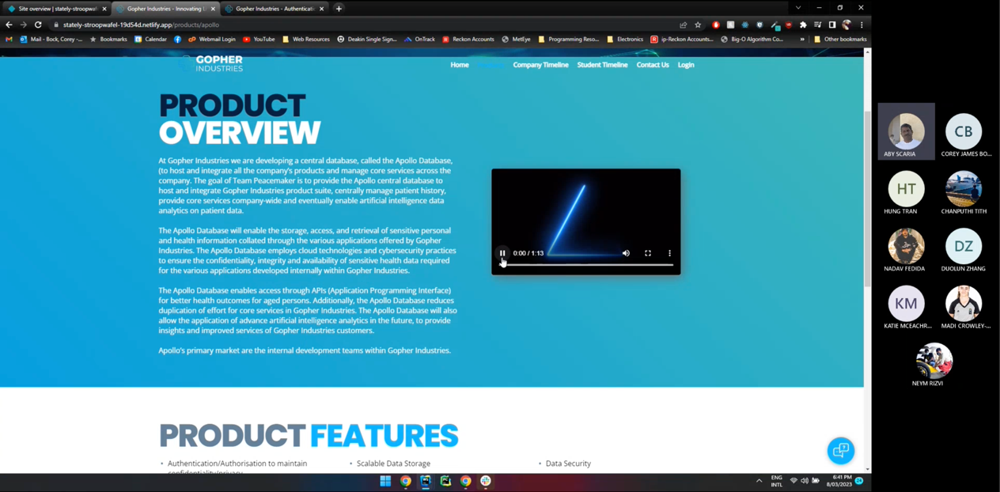 Site overview | stately-stroopwafel
Gopher Industries - Innovating Li
Gopher Industries - Authenticatio
stately-stroopwafel-19d54d.netlify.app/products/apollo
Mail - Bock, Corey -...
Bookmarks
Calendar
Webmail Login
YouTube
Web Resources
Deakin Single Sign...
OnTrack
Reckon Accounts
MetEye
Programming Reso...
Electronics
ip-Reckon Accounts...
Big-O Algorithm Co...
»
Other bookmarks
GOPHER
INDUSTRIES
Home
Company Timeline
Student Timeline
Contact Us
Login
PRODUCT
OVERVIEW
At Gopher Industries we are developing a central database, called the Apollo Database,
(to host and integrate all the company's products and manage core services across the
company. The goal of Team Peacemaker is to provide the Apollo central database to
host and integrate Gopher Industries product suite, centrally manage patient history,
provide core services company-wide and eventually enable artificial intelligence data
analytics on patient data.
The Apollo Database will enable the storage, access, and retrieval of sensitive personal
and health information collated through the various applications offered by Gopher
Industries. The Apollo Database employs cloud technologies and cybersecurity practices
to ensure the confidentiality, integrity and availability of sensitive health data required
for the various applications developed internally within Gopher Industries.
The Apollo Database enables access through APIs (Application Programming Interface)
for better health outcomes for aged persons. Additionally, the Apollo Database reduces
duplication of effort for core services in Gopher Industries. The Apollo Database will also
allow the application of advance artificial intelligence analytics in the future, to provide
insights and improved services of Gopher Industries customers.
Apollo's primary market are the internal development teams within Gopher Industries.
0:00 / 1:13
PRODUCT FEATURES
• Authentication/Authorisation to maintain
confidentiality/privacy
• Scalable Data Storage
• Data Security
ENG
INTL
6:41 PM
8/03/2023
24
ABY SCARIA
CB
COREY JAMES BO...
HT
HUNG TRAN
CHANPUTHI TITH
NADAV FEDIDA
DZ
DUOLUN ZHANG
KM
KATIE MCEACHR...
MADI CROWLEY-...
NEYM RIZVI